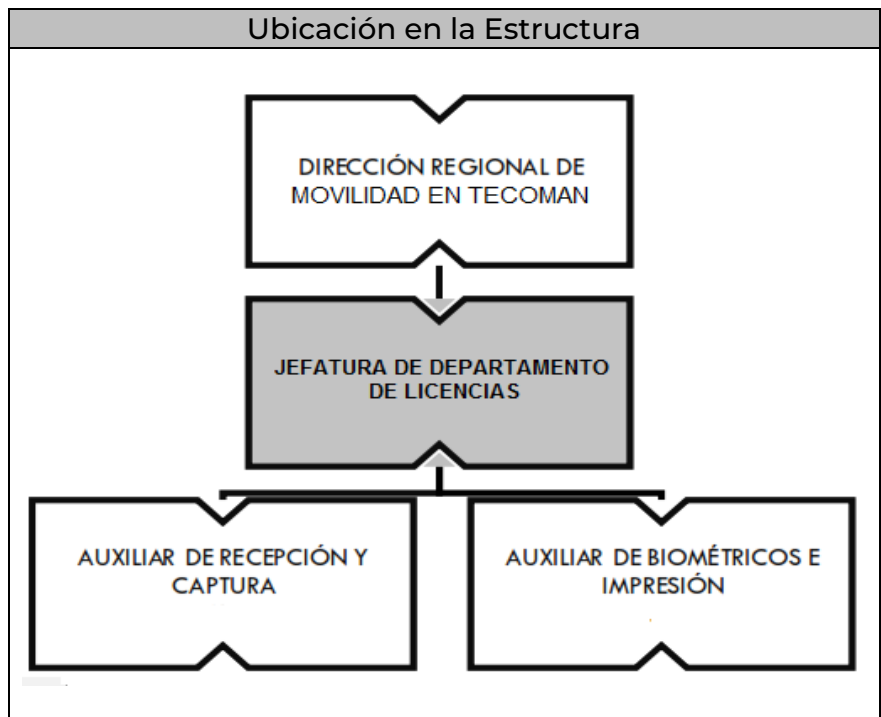 Ubicación en la Estructura
DIRECCIÓN REGIONAL DE
MOVILIDAD EN TECOMAN
JEFATURA DE DEPARTAMENTO
DE LICENCIAS
AUXILIAR DE RECEPCIÓN Y
CAPTURA
AUXILIAR DE BIOMÉTRICOS E
IMPRESIÓN